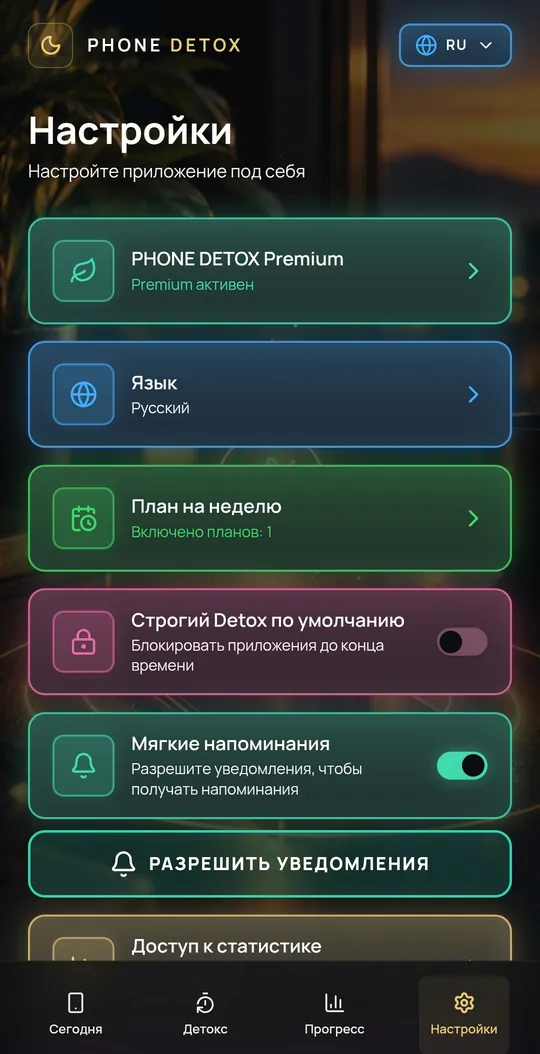 PHONE DETOX
RU
Настройки
Настройте приложение под себя
PHONE DETOX Premium
Premium активен
Язык
Русский
План на неделю
Включено планов: 1
Строгий Detox по умолчанию
Блокировать приложения до конца
времени
Мягкие напоминания
Разрешите уведомления, чтобы
получать напоминания
РАЗРЕШИТЬ УВЕДОМЛЕНИЯ
Доступ к статистике
Сегодня
Детокс
Прогресс
Настройки